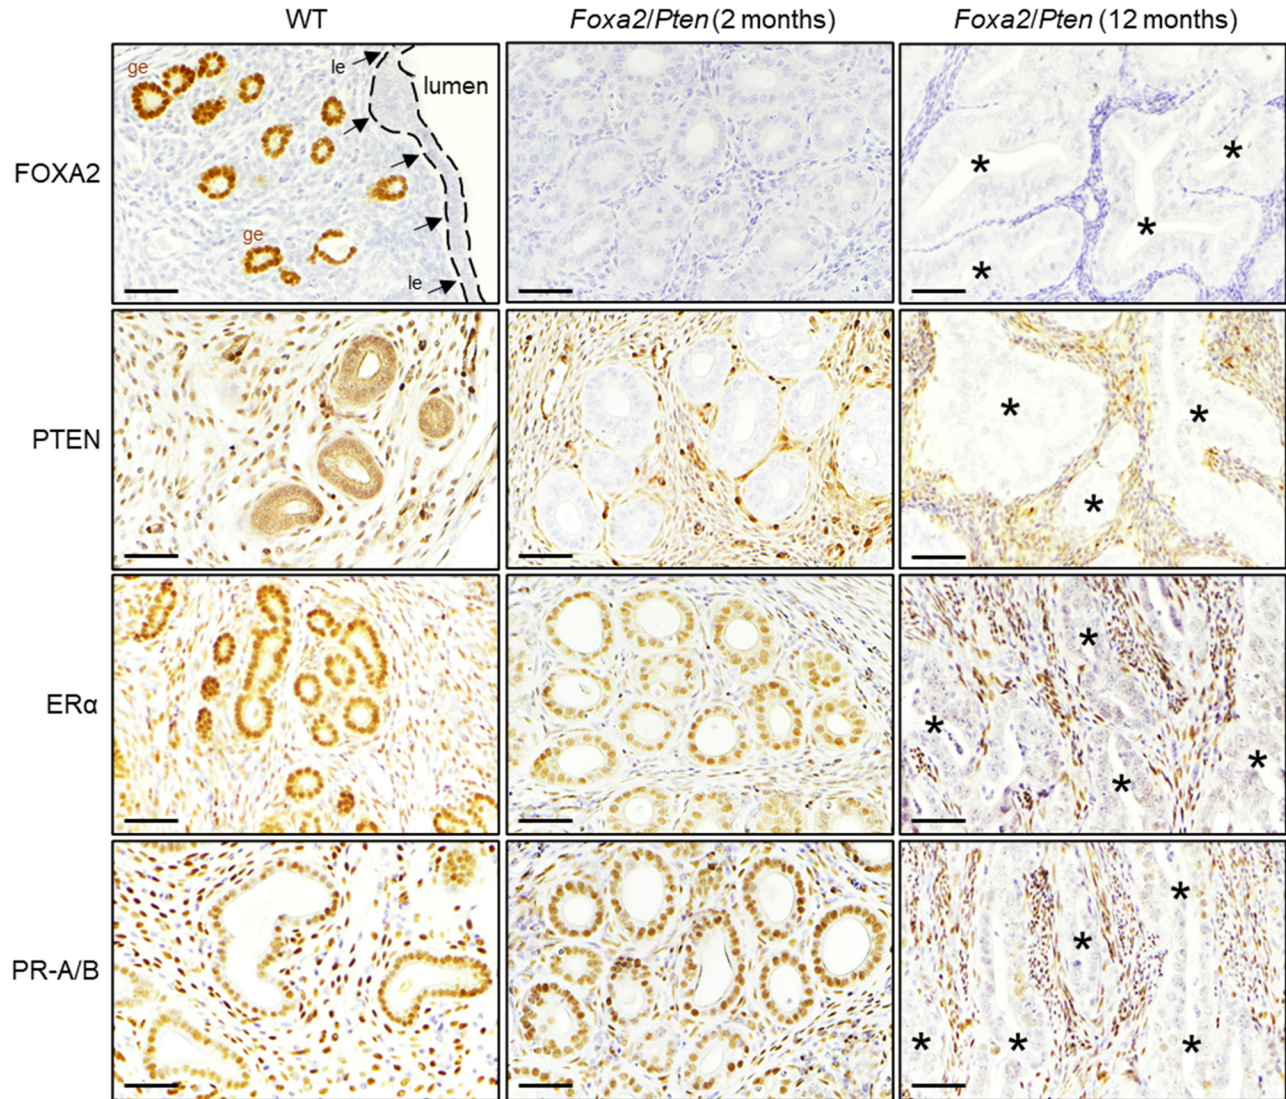 WT
Foxa2/Pten (2 months)
Foxa2/Pten (12 months)
FOXA2
ge
le
lumen
ge
le
*
*
*
*
PTEN
*
*
*
ERα
*
*
*
*
PR-A/B
*
*
*
*
*